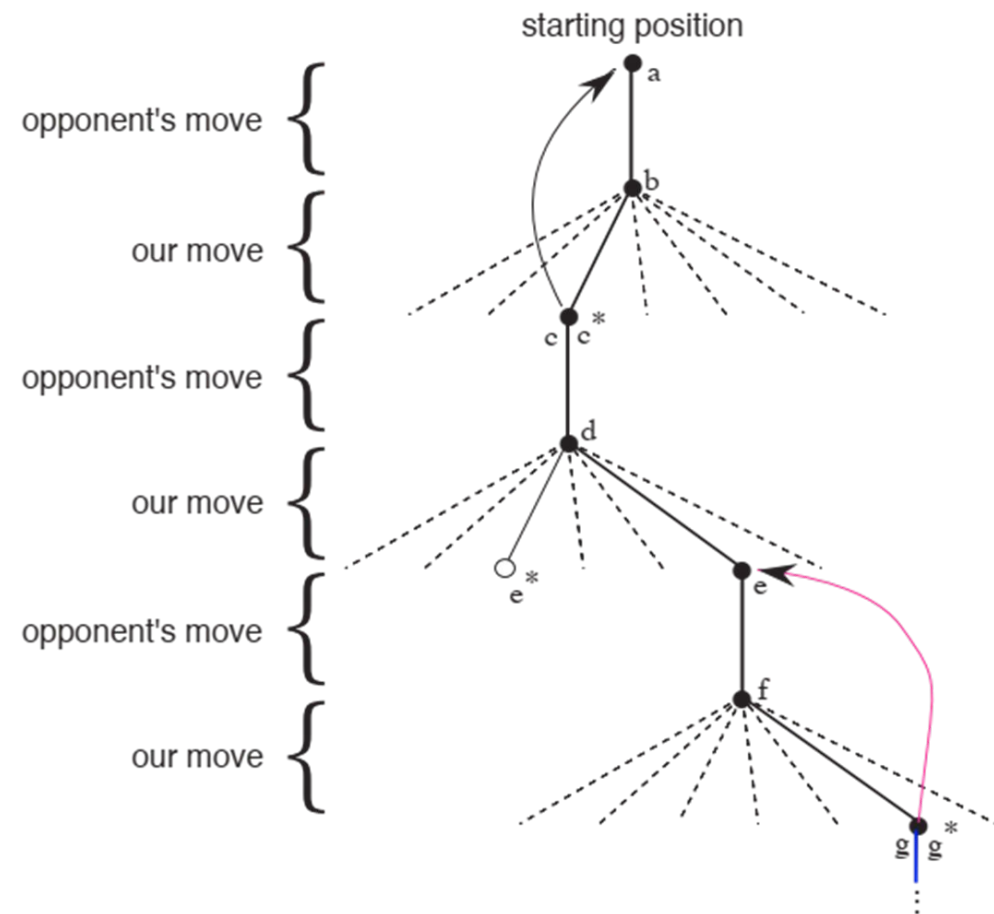 starting position
a
opponent's move
b
our move
c c *
opponent's move
d
our move
e *
e
opponent's move
f
our move
g g *